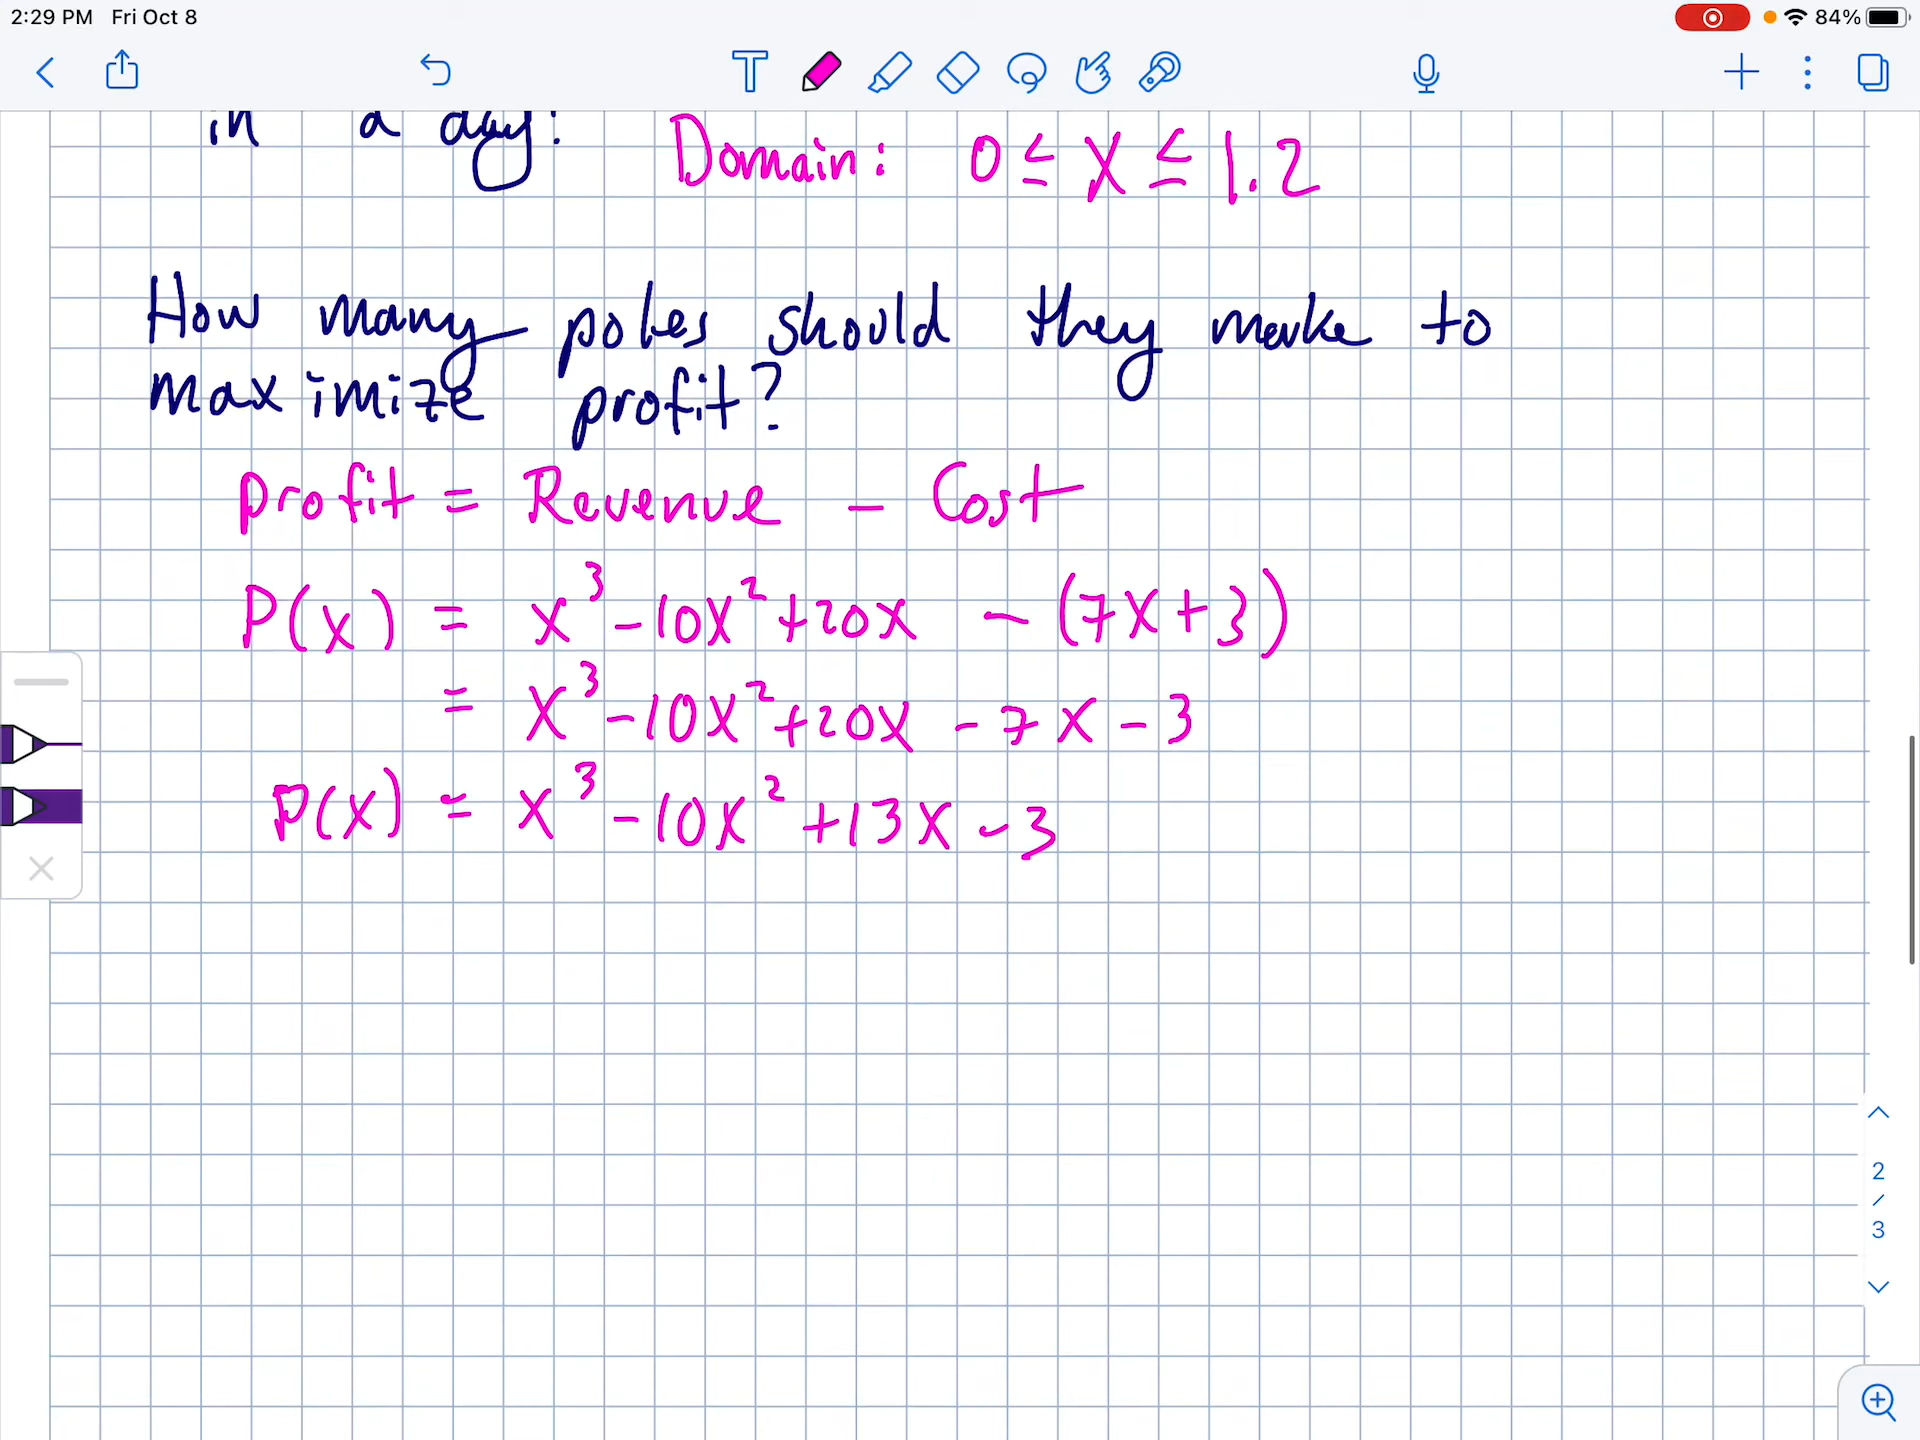 2:29 PM Fri Oct 8
84%
T
in a day?
Domain: 0 ≤ x ≤ 1.2
How many poles should they make to
maximize profit?
Profit = Revenue - Cost
P(x) = x³ - 10x² + 20x - (7x + 3)
= x³ - 10x² + 20x - 7x - 3
P(x) = x³ - 10x² + 13x - 3
2
/
3